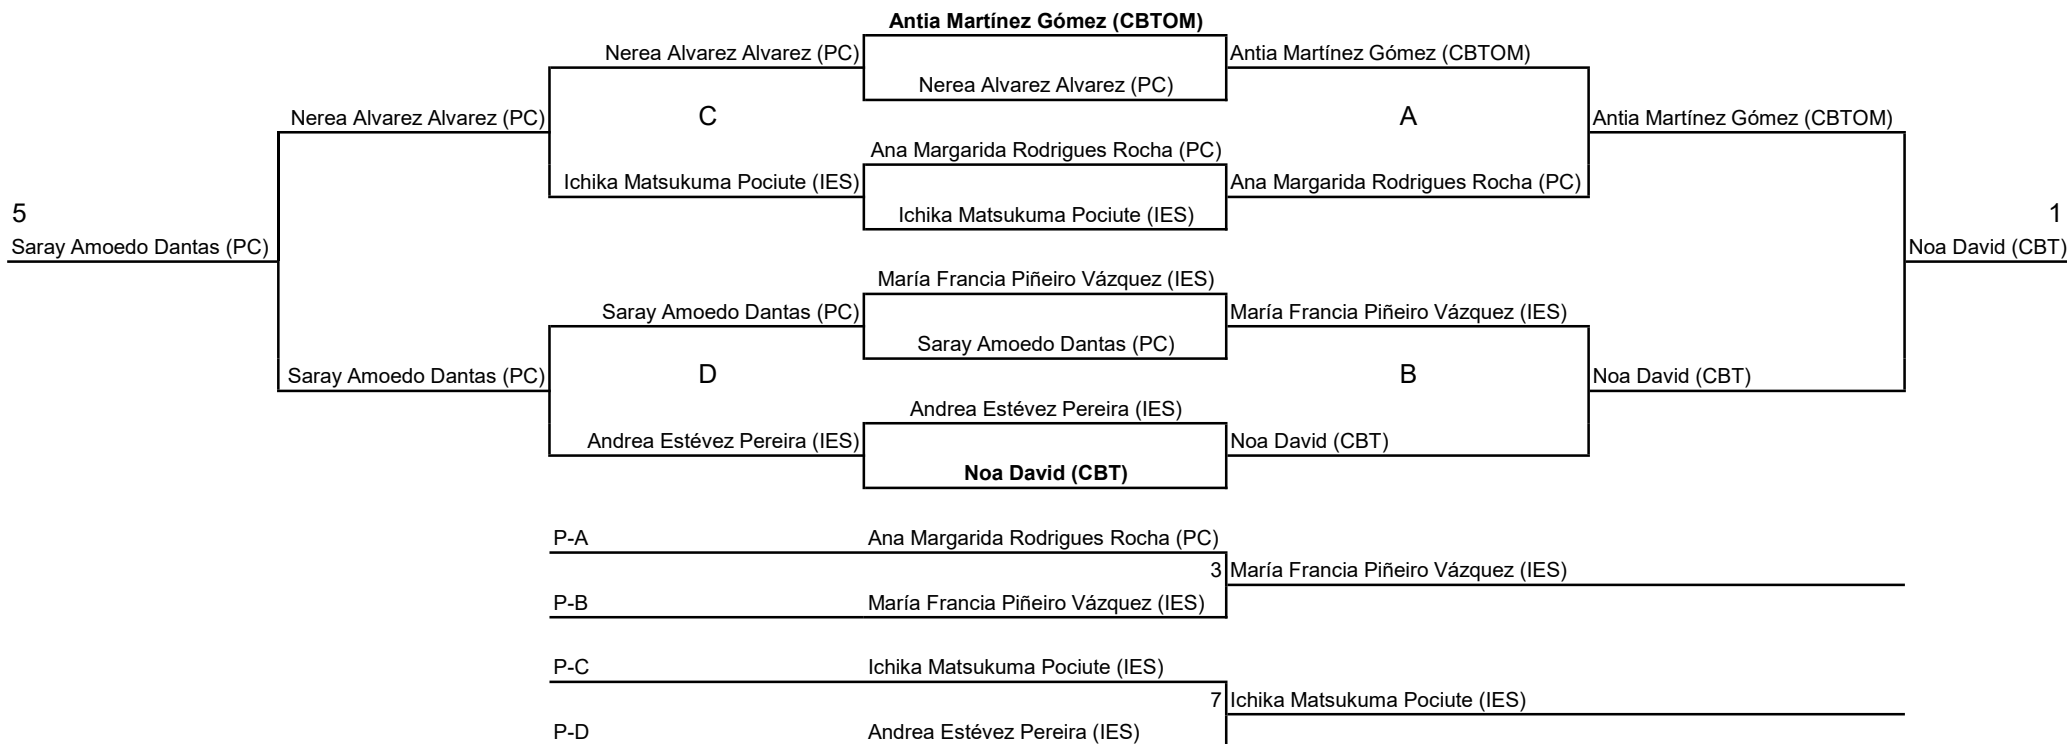 Antia Martínez Gómez (CBTOM)
Nerea Alvarez Alvarez (PC)
Antia Martínez Gómez (CBTOM)
Nerea Alvarez Alvarez (PC)
Nerea Alvarez Alvarez (PC)
C
A
Antia Martínez Gómez (CBTOM)
Ana Margarida Rodrigues Rocha (PC)
Ichika Matsukuma Pociute (IES)
Ana Margarida Rodrigues Rocha (PC)
5
Ichika Matsukuma Pociute (IES)
1
Saray Amoedo Dantas (PC)
Noa David (CBT)
María Francia Piñeiro Vázquez (IES)
Saray Amoedo Dantas (PC)
María Francia Piñeiro Vázquez (IES)
Saray Amoedo Dantas (PC)
Saray Amoedo Dantas (PC)
D
B
Noa David (CBT)
Andrea Estévez Pereira (IES)
Andrea Estévez Pereira (IES)
Noa David (CBT)
Noa David (CBT)
P-A
Ana Margarida Rodrigues Rocha (PC)
3
María Francia Piñeiro Vázquez (IES)
P-B
María Francia Piñeiro Vázquez (IES)
P-C
Ichika Matsukuma Pociute (IES)
7
Ichika Matsukuma Pociute (IES)
P-D
Andrea Estévez Pereira (IES)